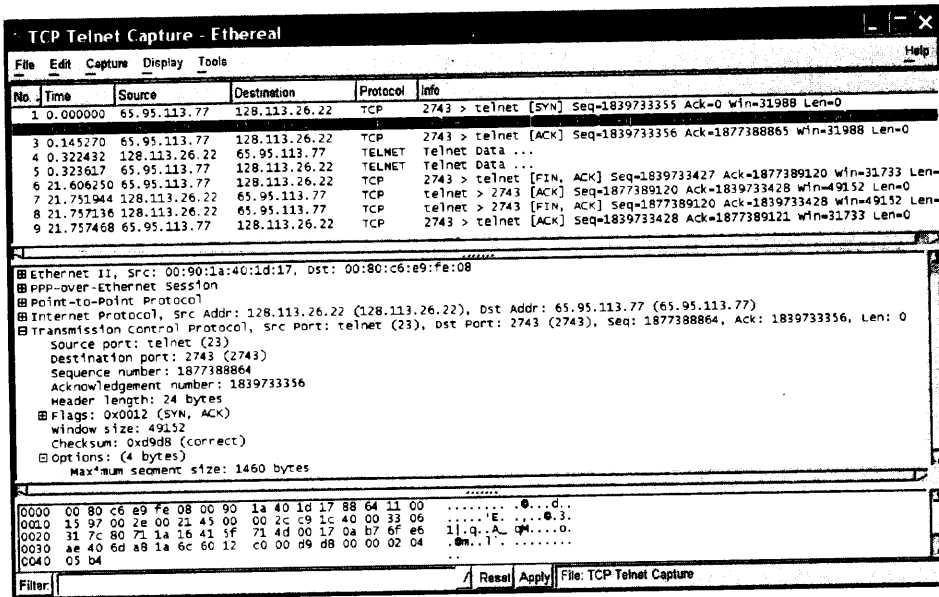 TCP Telnet Capture - Ethereal
File Edit Capture Display Tools Help
No. Time Source Destination Protocol Info
1 0.000000 65.95.113.77 128.113.26.22 TCP 2743 > telnet [SYN] Seq=1839733355 Ack=0 Win=31988 Len=0
3 0.145270 65.95.113.77 128.113.26.22 TCP 2743 > telnet [ACK] Seq=1839733356 Ack=1877388865 Win=31988 Len=0
4 0.322432 128.113.26.22 65.95.113.77 TELNET Telnet Data ...
5 0.323617 65.95.113.77 128.113.26.22 TELNET Telnet Data ...
6 21.606250 65.95.113.77 128.113.26.22 TCP 2743 > telnet [FIN, ACK] Seq=1839733427 Ack=1877389120 Win=31733 Len=
7 21.751944 128.113.26.22 65.95.113.77 TCP telnet > 2743 [ACK] Seq=1877389120 Ack=1839733428 Win=49152 Len=0
8 21.757136 128.113.26.22 65.95.113.77 TCP telnet > 2743 [FIN, ACK] Seq=1877389120 Ack=1839733428 Win=49152 Len=
9 21.757468 65.95.113.77 128.113.26.22 TCP 2743 > telnet [ACK] Seq=1839733428 Ack=1877389121 Win=31733 Len=0
Ethernet II, Src: 00:90:1a:40:1d:17, Dst: 00:80:c6:e9:fe:08
PPP-over-Ethernet Session
Point-to-Point Protocol
Internet Protocol, Src Addr: 128.113.26.22 (128.113.26.22), Dst Addr: 65.95.113.77 (65.95.113.77)
Transmission Control Protocol, Src Port: telnet (23), Dst Port: 2743 (2743), Seq: 1877388864, Ack: 1839733356, Len: 0
Source port: telnet (23)
Destination port: 2743 (2743)
Sequence number: 1877388864
Acknowledgement number: 1839733356
Header length: 24 bytes
Flags: 0x0012 (SYN, ACK)
Window size: 49152
Checksum: 0xd9d8 (correct)
Options: (4 bytes)
Maximum segment size: 1460 bytes
0000 00 80 c6 e9 fe 08 00 90 1a 40 1d 17 88 64 11 00 ........ .@...d..
0010 15 97 00 2e 00 21 45 00 00 2c c9 1c 40 00 33 06 .....'E. .,..@.3.
0020 31 7c 80 71 1a 16 41 5f 71 4d 00 17 0a b7 6f e6 1|.q..A_ qM....o.
0030 ae 40 6d a8 1a 6c 60 12 c0 00 d9 d8 00 00 02 04 .@m..l`. ........
0040 05 b4 ..
Filter: / Reset Apply File: TCP Telnet Capture